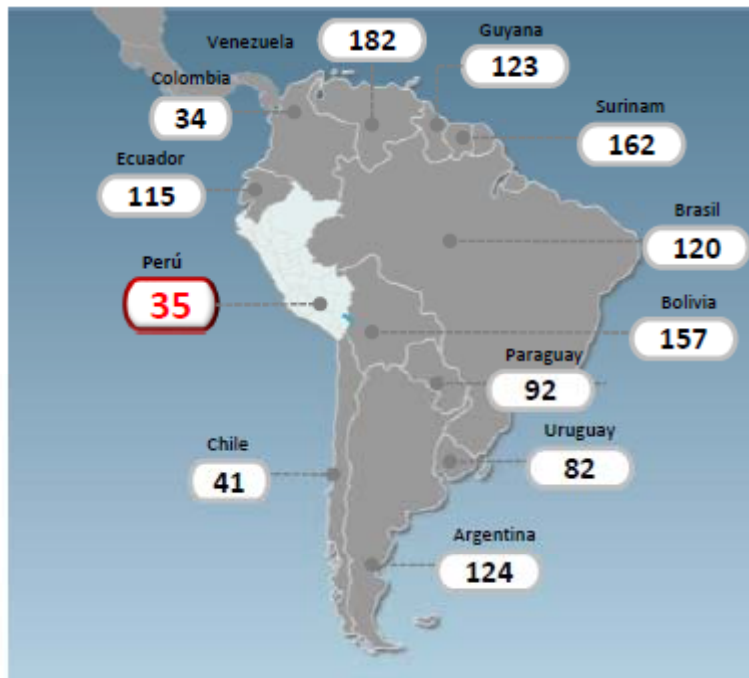 Venezuela
182
Guyana
123
Colombia
34
Surinam
162
Ecuador
115
Brasil
120
Perú
35
Bolivia
157
Paraguay
92
Chile
41
Uruguay
82
Argentina
124